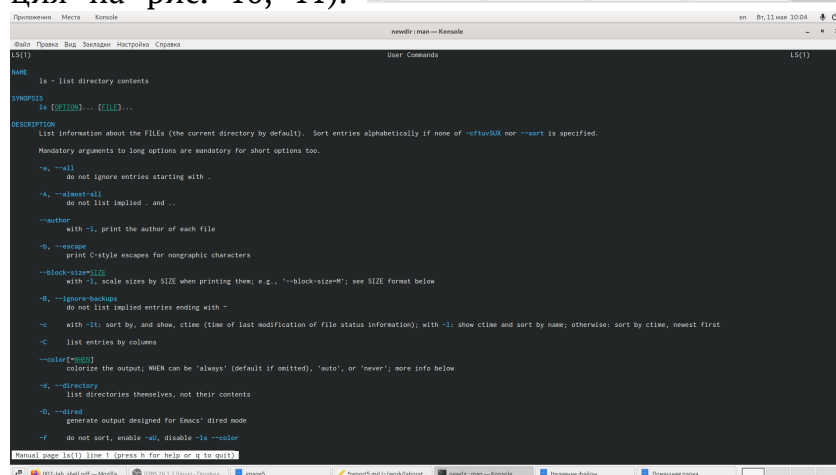 ция на рис. 10, 11).
Приложения Места Konsole en Вт, 11 мая 10:04
newdir : man — Konsole
Файл Правка Вид Закладки Настройка Справка
LS(1) User Commands LS(1)
NAME
ls - list directory contents
SYNOPSIS
ls [OPTION]... [FILE]...
DESCRIPTION
List information about the FILEs (the current directory by default). Sort entries alphabetically if none of -cftuvSUX nor --sort is specified.
Mandatory arguments to long options are mandatory for short options too.
-a, --all
do not ignore entries starting with .
-A, --almost-all
do not list implied . and ..
--author
with -l, print the author of each file
-b, --escape
print C-style escapes for nongraphic characters
--block-size=SIZE
with -l, scale sizes by SIZE when printing them; e.g., '--block-size=M'; see SIZE format below
-B, --ignore-backups
do not list implied entries ending with ~
-c with -lt: sort by, and show, ctime (time of last modification of file status information); with -l: show ctime and sort by name; otherwise: sort by ctime, newest first
-C list entries by columns
--color[=WHEN]
colorize the output; WHEN can be 'always' (default if omitted), 'auto', or 'never'; more info below
-d, --directory
list directories themselves, not their contents
-D, --dired
generate output designed for Emacs' dired mode
-f do not sort, enable -aU, disable -ls --color
Manual page ls(1) line 1 (press h for help or q to quit)
image5 newdir : man — Konsole Недавние файлы Домашняя папка